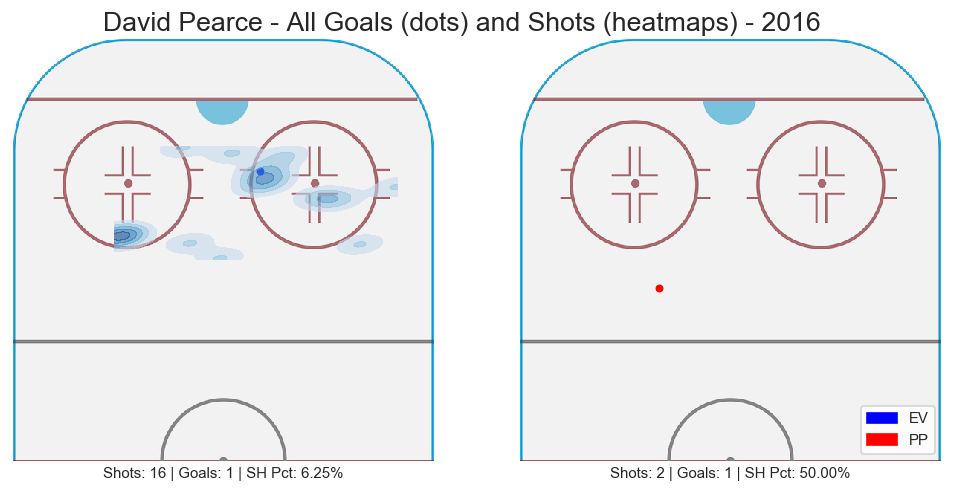 David Pearce - All Goals (dots) and Shots (heatmaps) - 2016
EV
PP
Shots: 16 | Goals: 1 | SH Pct: 6.25%
Shots: 2 | Goals: 1 | SH Pct: 50.00%